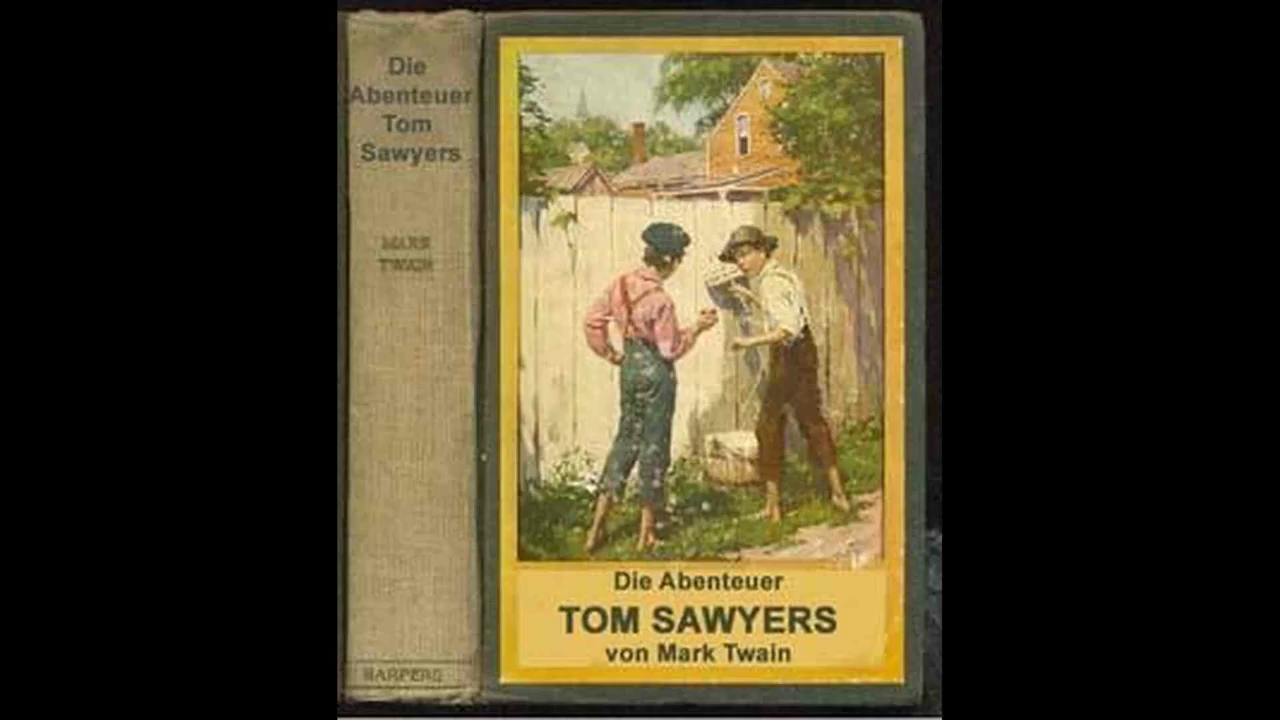 Die
Abenteuer
Tom
Sawyers
MARK
TWAIN
HARPERS
Die Abenteuer
TOM SAWYERS
von Mark Twain